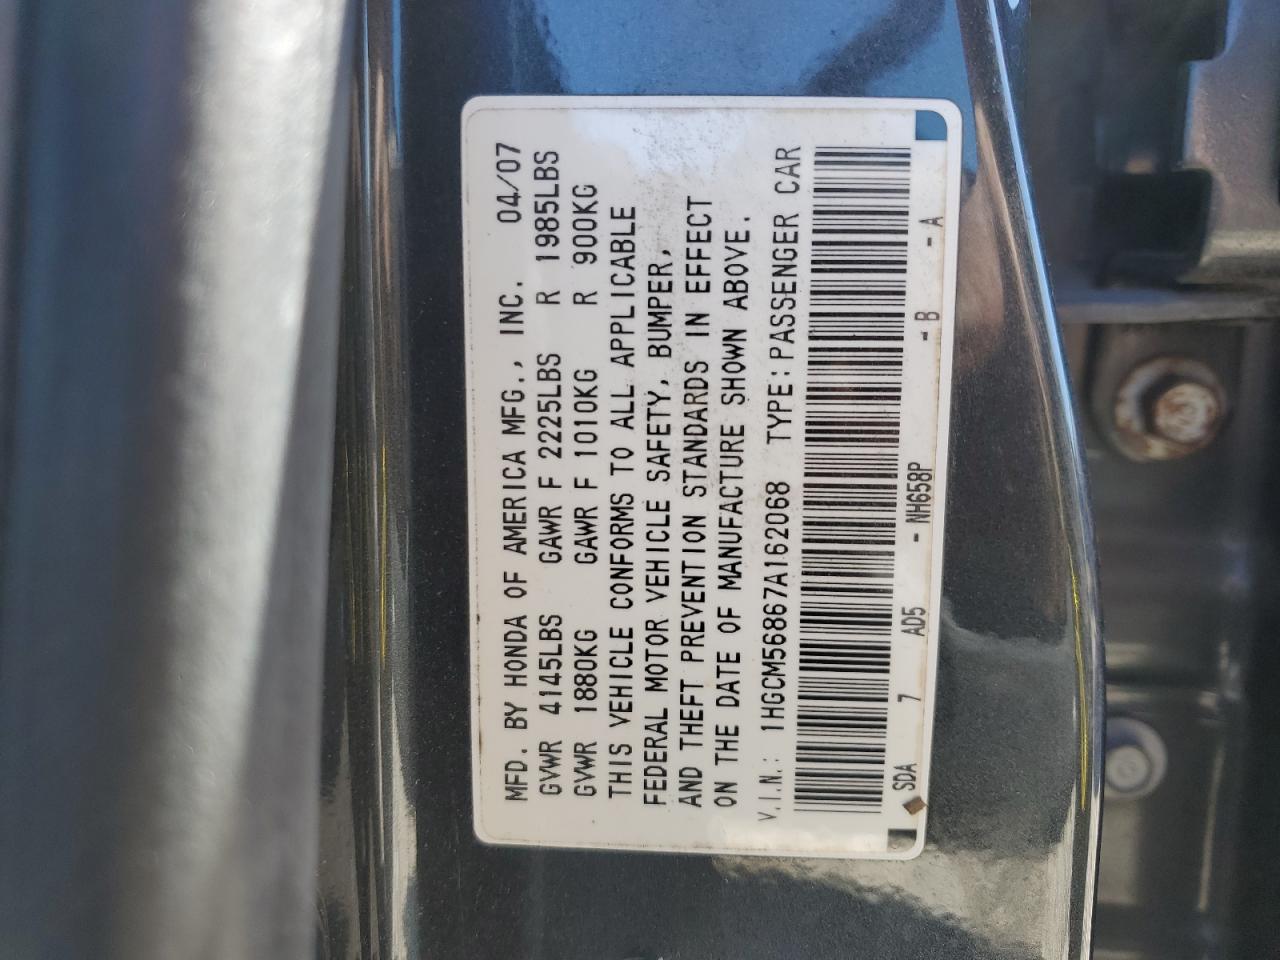 MFD. BY HONDA OF AMERICA MFG., INC. 04/07
GVWR 4145LBS GAWR F 2225LBS R 1985LBS
GVWR 1880KG GAWR F 1010KG R 900KG
THIS VEHICLE CONFORMS TO ALL APPLICABLE
FEDERAL MOTOR VEHICLE SAFETY, BUMPER,
AND THEFT PREVENTION STANDARDS IN EFFECT
ON THE DATE OF MANUFACTURE SHOWN ABOVE.
V.I.N.: 1HGCM56867A162068 TYPE:PASSENGER CAR
SDA 7 AD5 - NH658P - B - A